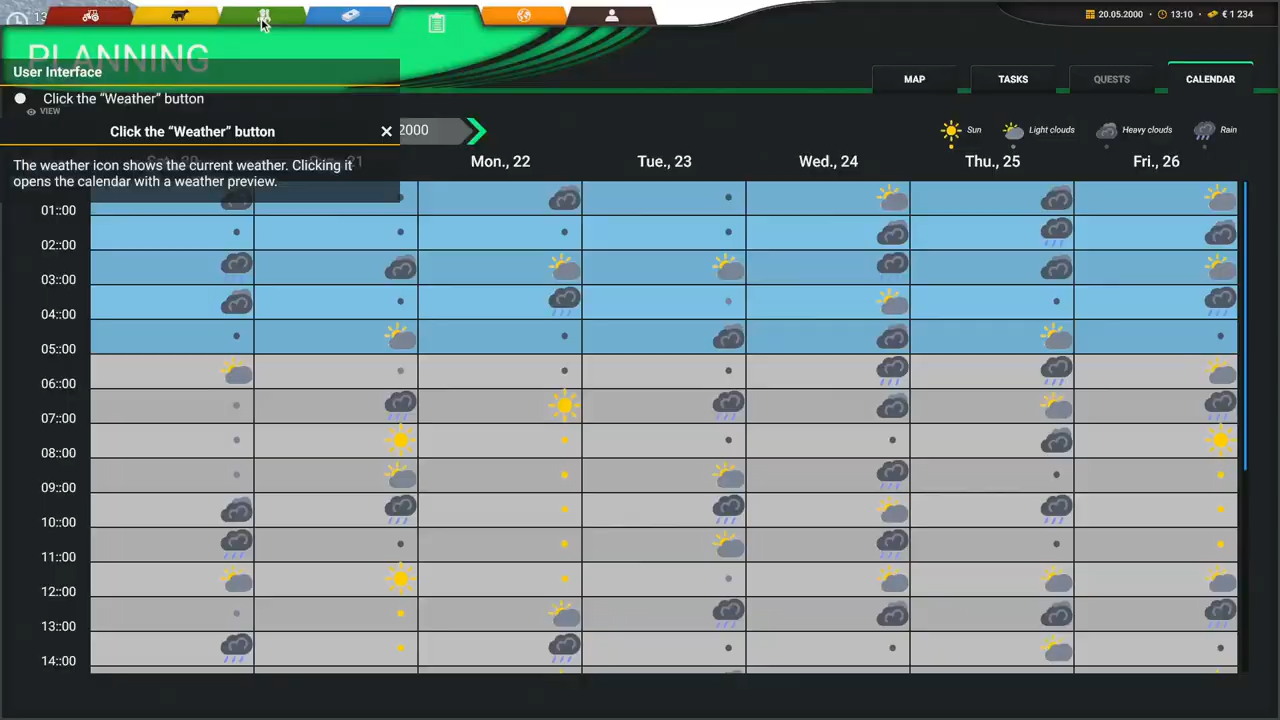 13
20.05.2000 13:10 € 1 234
PLANNING
User Interface
MAP TASKS QUESTS CALENDAR
Click the “Weather” button
VIEW
Click the “Weather” button
2000
Sun Light clouds Heavy clouds Rain
The weather icon shows the current weather. Clicking it
opens the calendar with a weather preview.
21 Mon., 22 Tue., 23 Wed., 24 Thu., 25 Fri., 26
01::00
02::00
03::00
04::00
05::00
06::00
07::00
08::00
09::00
10::00
11::00
12::00
13::00
14::00